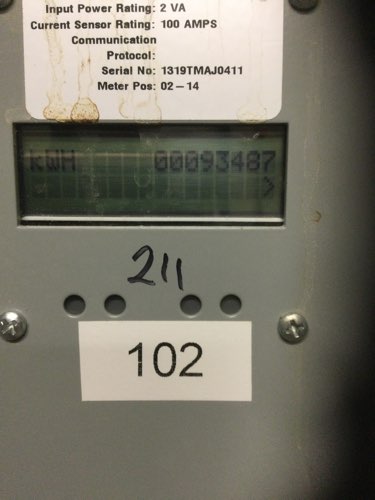 Input Power Rating: 2 VA
Current Sensor Rating: 100 AMPS
Communication
Protocol:
Serial No: 1319TMAJ0411
Meter Pos: 02-14
kWH 00093487
>
211
102